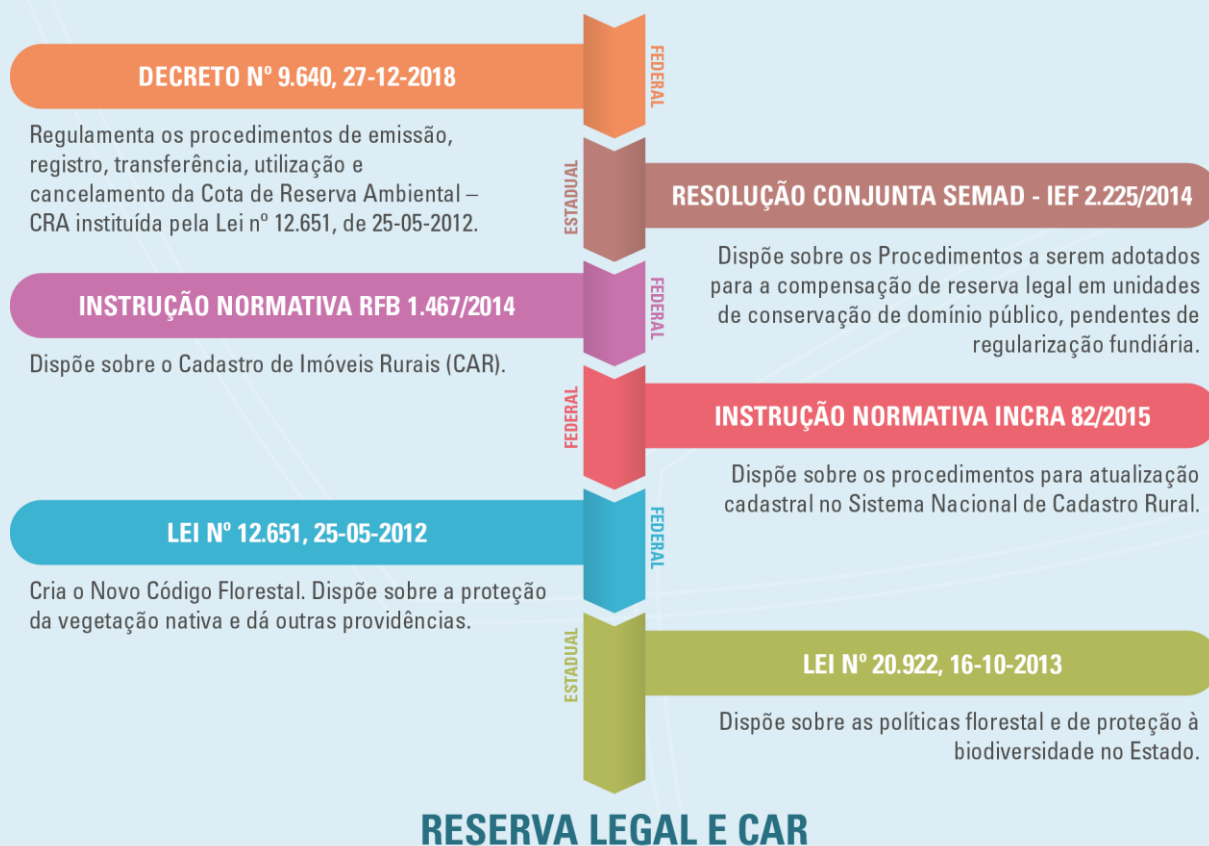 FEDERAL
DECRETO Nº 9.640, 27-12-2018
Regulamenta os procedimentos de emissão,
registro, transferência, utilização e
cancelamento da Cota de Reserva Ambiental –
CRA instituída pela Lei nº 12.651, de 25-05-2012.
ESTADUAL
RESOLUÇÃO CONJUNTA SEMAD - IEF 2.225/2014
Dispõe sobre os Procedimentos a serem adotados
para a compensação de reserva legal em unidades
de conservação de domínio público, pendentes de
regularização fundiária.
FEDERAL
INSTRUÇÃO NORMATIVA RFB 1.467/2014
Dispõe sobre o Cadastro de Imóveis Rurais (CAR).
FEDERAL
INSTRUÇÃO NORMATIVA INCRA 82/2015
Dispõe sobre os procedimentos para atualização
cadastral no Sistema Nacional de Cadastro Rural.
FEDERAL
LEI Nº 12.651, 25-05-2012
Cria o Novo Código Florestal. Dispõe sobre a proteção
da vegetação nativa e dá outras providências.
ESTADUAL
LEI Nº 20.922, 16-10-2013
Dispõe sobre as políticas florestal e de proteção à
biodiversidade no Estado.
RESERVA LEGAL E CAR